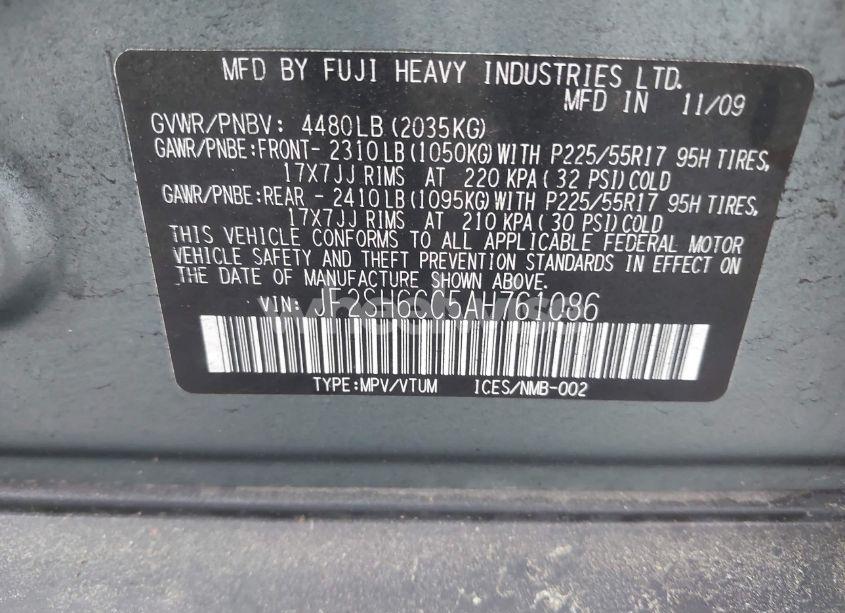 MFD BY FUJI HEAVY INDUSTRIES LTD.
MFD IN 11/09
GVWR/PNBV: 4480LB(2035KG)
GAWR/PNBE:FRONT- 2310LB(1050KG)WITH P225/55R17 95H TIRES,
17X7JJ RIMS AT 220 KPA( 32 PSI)COLD
GAWR/PNBE:REAR - 2410LB(1095KG)WITH P225/55R17 95H TIRES,
17X7JJ RIMS AT 210 KPA( 30 PSI)COLD
THIS VEHICLE CONFORMS TO ALL APPLICABLE FEDERAL MOTOR
VEHICLE SAFETY AND THEFT PREVENTION STANDARDS IN EFFECT ON
THE DATE OF MANUFACTURE SHOWN ABOVE.
VIN: JF2SH6CC5AH761086
TYPE:MPV/VTUM ICES/NMB-002